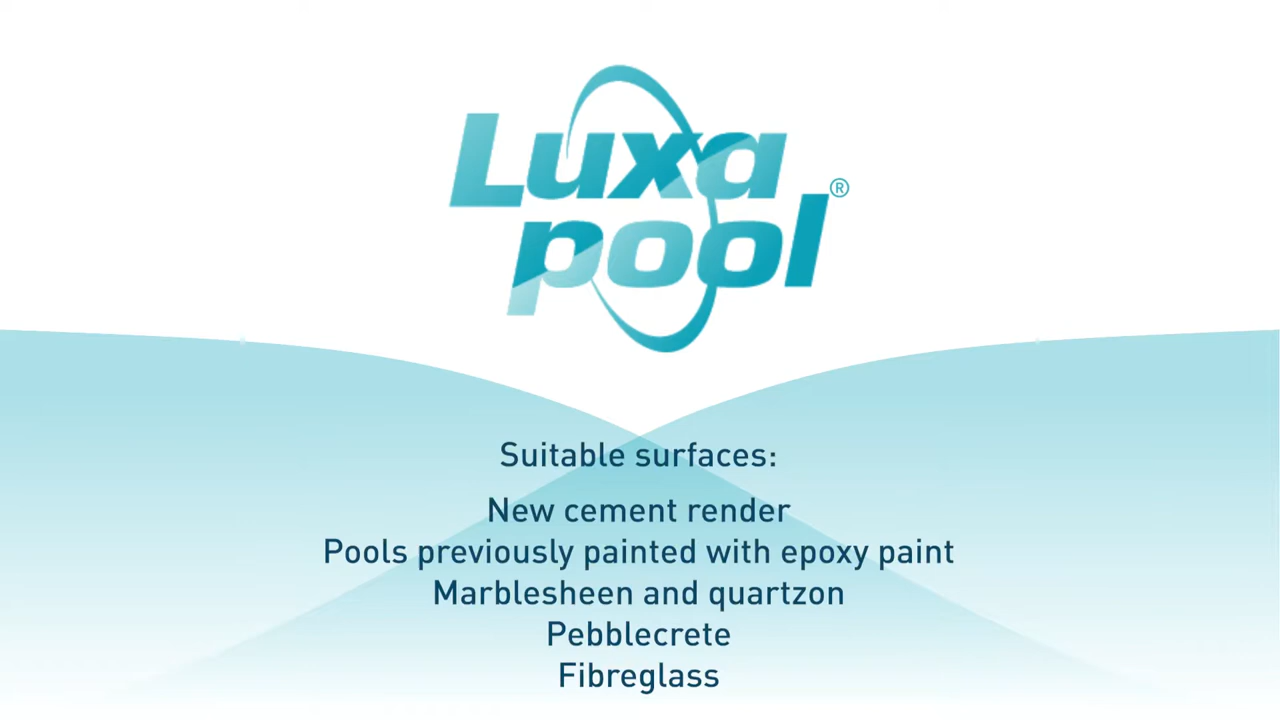 Luxa
pool®
Suitable surfaces:
New cement render
Pools previously painted with epoxy paint
Marblesheen and quartzon
Pebblecrete
Fibreglass